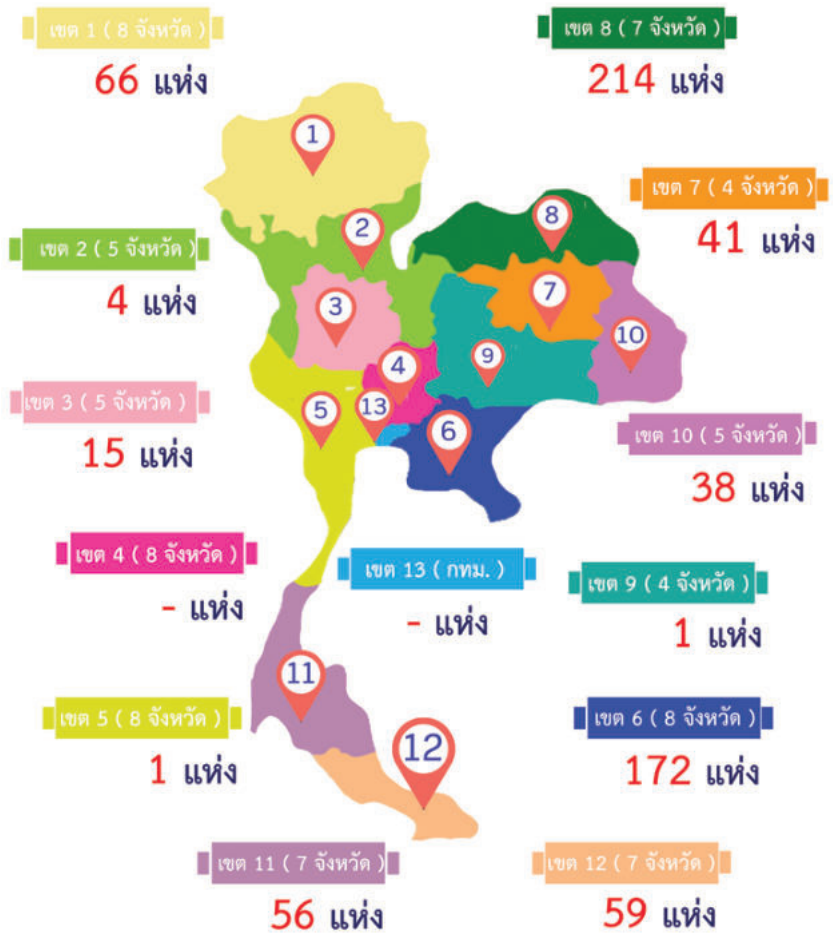 เขต 1 ( 8 จังหวัด )
66 แห่ง
เขต 8 ( 7 จังหวัด )
214 แห่ง
1
เขต 7 ( 4 จังหวัด )
41 แห่ง
8
2
เขต 2 ( 5 จังหวัด )
4 แห่ง
3
7
10
9
4
เขต 3 ( 5 จังหวัด )
15 แห่ง
5
13
6
เขต 10 ( 5 จังหวัด )
38 แห่ง
เขต 4 ( 8 จังหวัด )
- แห่ง
เขต 13 ( กทม. )
- แห่ง
เขต 9 ( 4 จังหวัด )
1 แห่ง
11
เขต 5 ( 8 จังหวัด )
1 แห่ง
12
เขต 6 ( 8 จังหวัด )
172 แห่ง
เขต 11 ( 7 จังหวัด )
56 แห่ง
เขต 12 ( 7 จังหวัด )
59 แห่ง